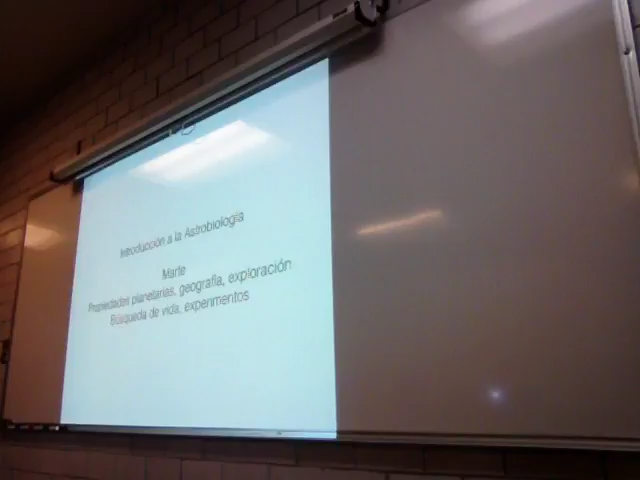 Introducción a la Astrobiología
Marte
Propiedades planetarias, geografía, exploración
Búsqueda de vida, experimentos